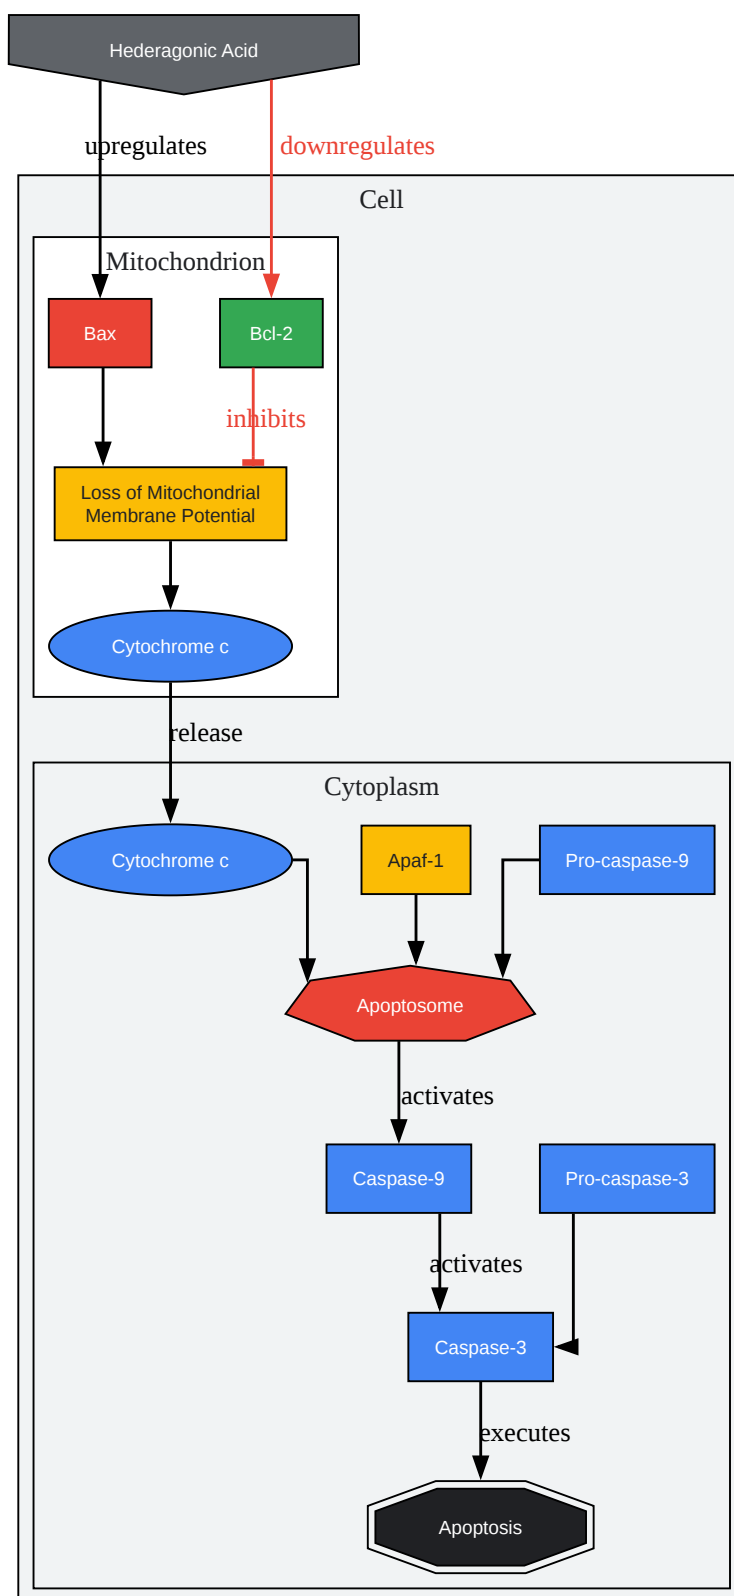 Hederagonic Acid
upregulates
downregulates
Cell
Mitochondrion
Bax
Bcl-2
inhibits
Loss of Mitochondrial
Membrane Potential
Cytochrome c
release
Cytoplasm
Cytochrome c
Apaf-1
Pro-caspase-9
Apoptosome
activates
Caspase-9
Pro-caspase-3
activates
Caspase-3
executes
Apoptosis